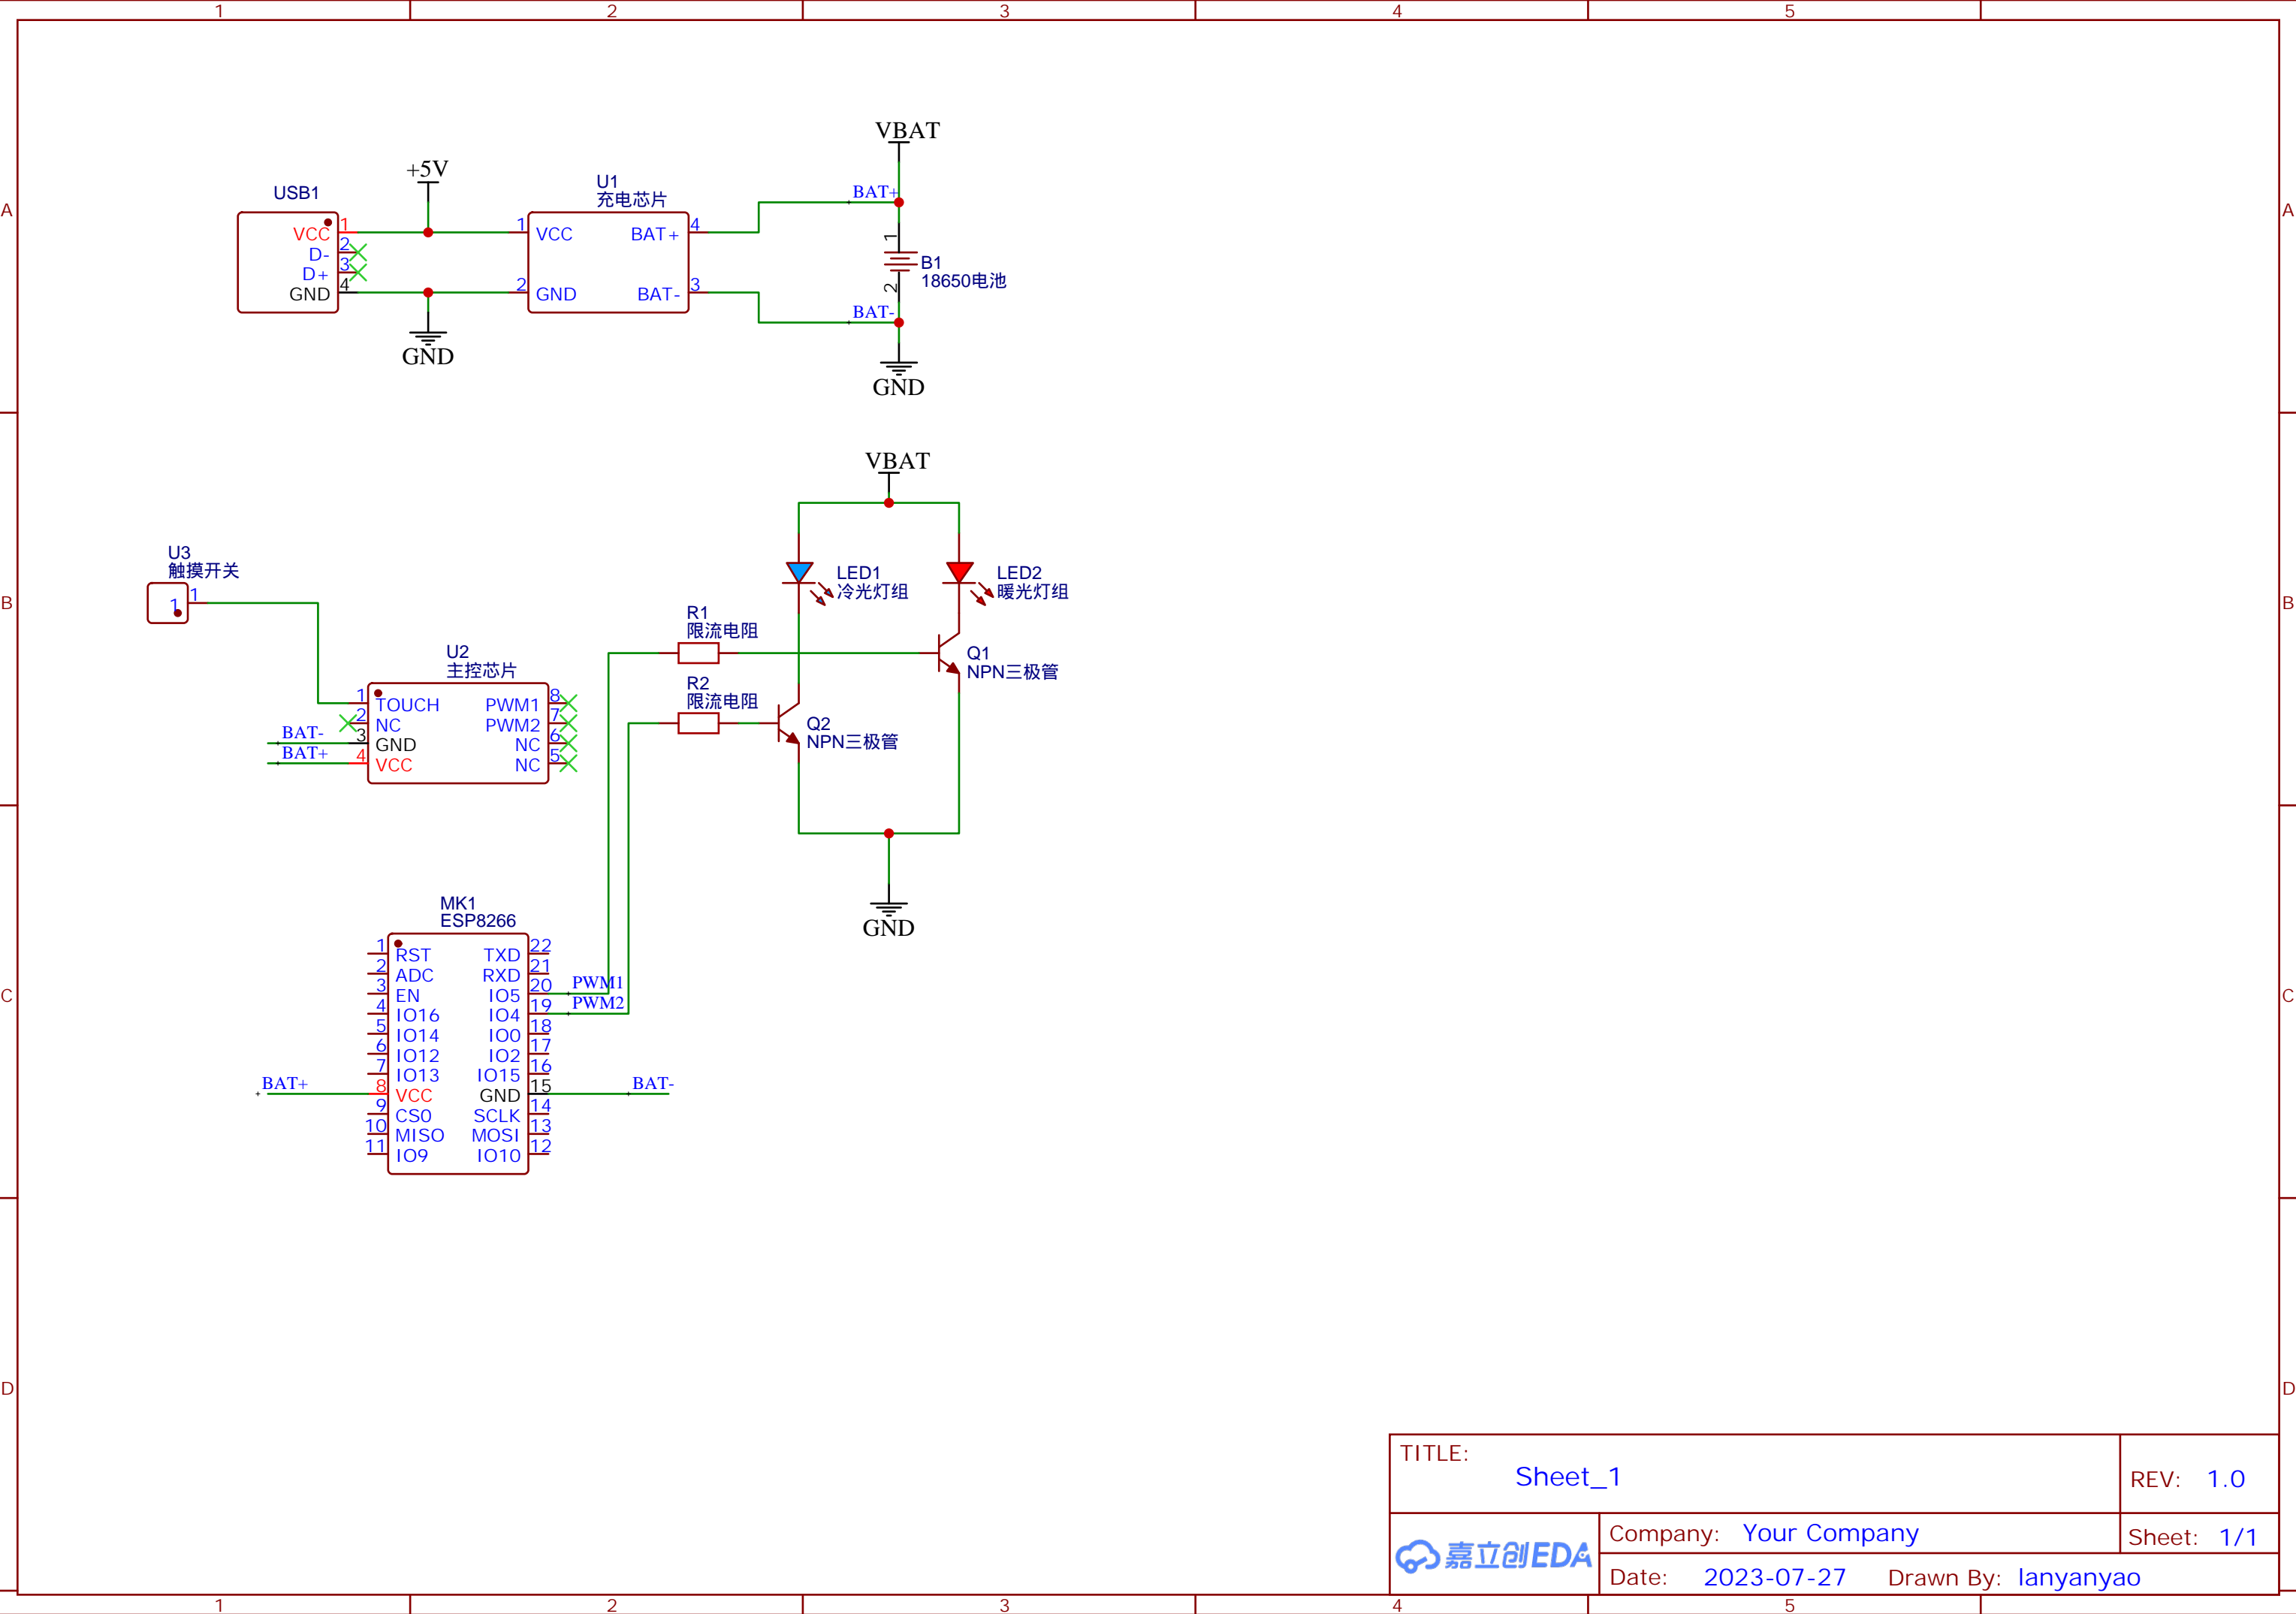 1 2 3 4 5
A A
VBAT
+5V
USB1
U1
充电芯片
BAT+
1 VCC
2 D-
3 D+
4 GND
1 VCC
2 GND
BAT+ 4
BAT- 3
1
B1
18650电池
2
BAT-
GND
GND
VBAT
U3
触摸开关
1 1
B B
LED1
冷光灯组
LED2
暖光灯组
R1
限流电阻
Q1
NPN三极管
U2
主控芯片
R2
限流电阻
Q2
NPN三极管
1 TOUCH
2 NC
BAT- 3 GND
BAT+ 4 VCC
PWM1 8
PWM2 7
NC 6
NC 5
GND
MK1
ESP8266
1 RST TXD 22
2 ADC RXD 21
3 EN IO5 20 PWM1
4 IO16 IO4 19 PWM2
5 IO14 IO0 18
6 IO12 IO2 17
7 IO13 IO15 16
BAT+ 8 VCC GND 15 BAT-
9 CS0 SCLK 14
10 MISO MOSI 13
11 IO9 IO10 12
C C
D D
TITLE:
Sheet_1
REV: 1.0
嘉立创EDA
Company: Your Company
Sheet: 1/1
Date: 2023-07-27 Drawn By: lanyanyao
1 2 3 4 5